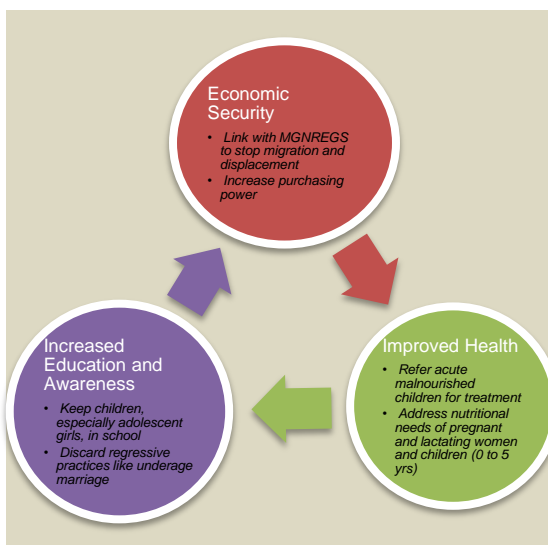 Economic
Security
• Link with MGNREGS
to stop migration and
displacement
• Increase purchasing
power
Increased
Education and
Awareness
• Keep children,
especially adolescent
girls, in school
• Discard regressive
practices like underage
marriage
Improved Health
• Refer acute
malnourished
children for treatment
• Address nutritional
needs of pregnant
and lactating women
and children (0 to 5
yrs)